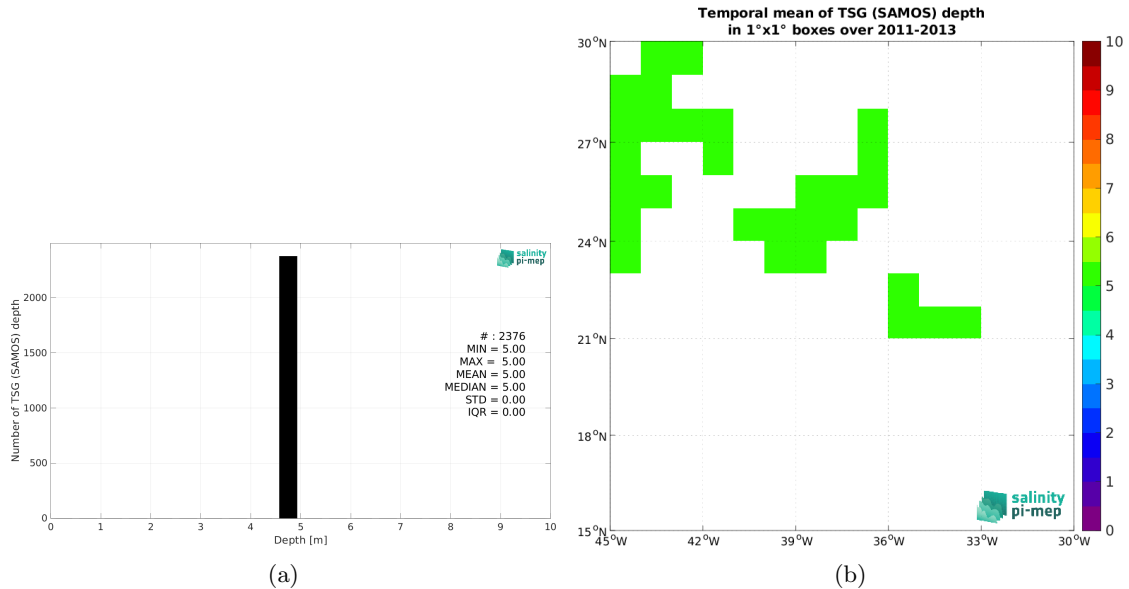 Number of TSG (SAMOS) depth
2000
1500
1000
500
0
0 1 2 3 4 5 6 7 8 9 10
Depth [m]
salinity
pi-mep
# : 2376
MIN = 5.00
MAX = 5.00
MEAN = 5.00
MEDIAN = 5.00
STD = 0.00
IQR = 0.00
(a)
Temporal mean of TSG (SAMOS) depth
in 1°x1° boxes over 2011-2013
30°N
27°N
24°N
21°N
18°N
15°N
45°W 42°W 39°W 36°W 33°W 30°W
salinity
pi-mep
10
9
8
7
6
5
4
3
2
1
0
(b)